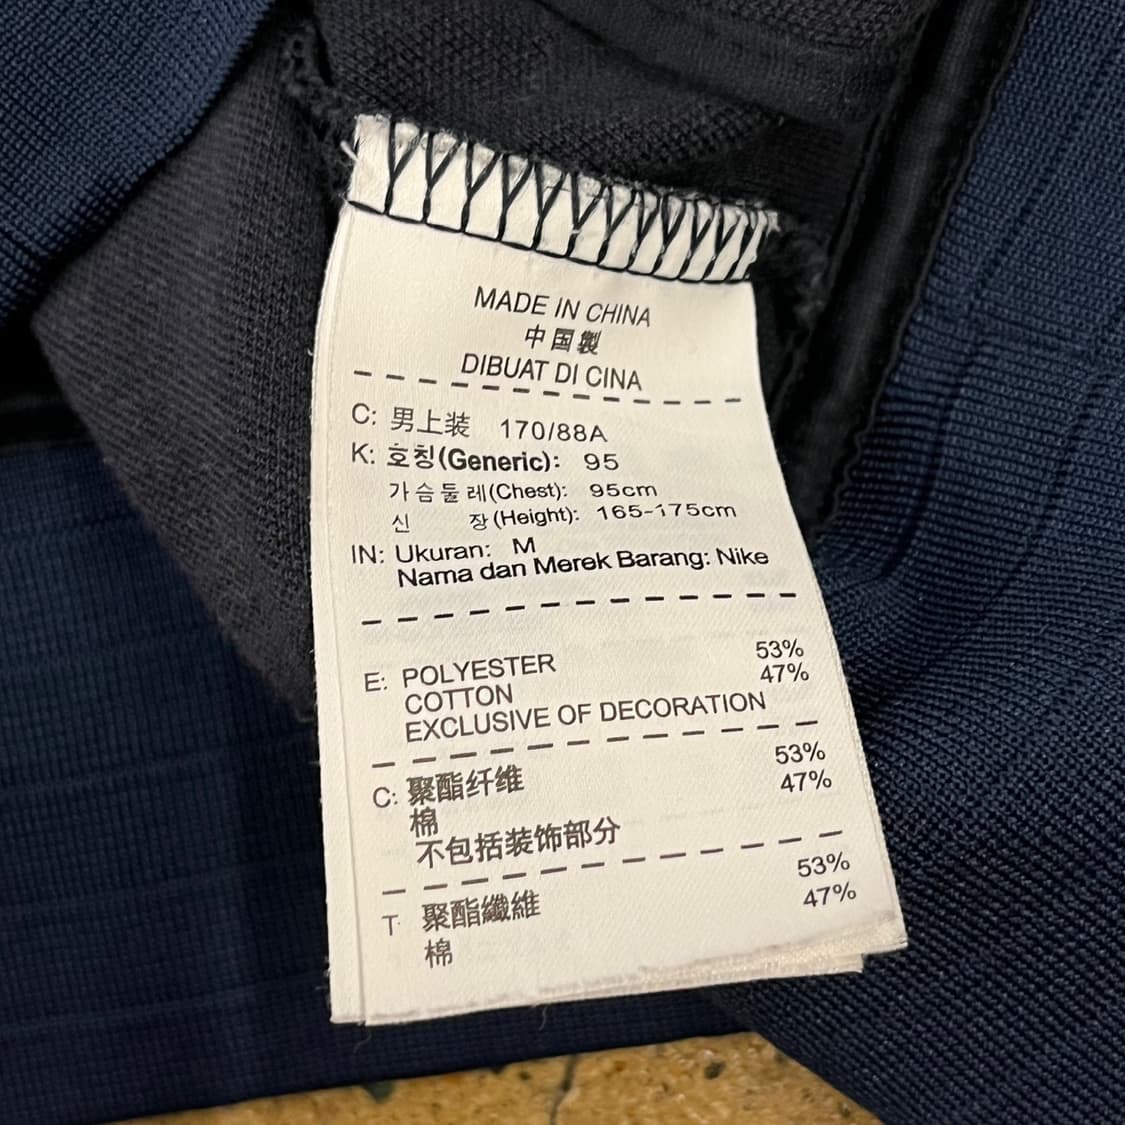 MADE IN CHINA
中国製
DIBUAT DI CINA
C: 男上装 170/88A
K: 호칭(Generic): 95
가슴둘레(Chest): 95cm
신 장(Height): 165-175cm
IN: Ukuran: M
Nama dan Merek Barang: Nike
E: POLYESTER 53%
COTTON 47%
EXCLUSIVE OF DECORATION
C: 聚酯纤维 53%
棉 47%
不包括装饰部分
T: 聚酯纖維 53%
棉 47%